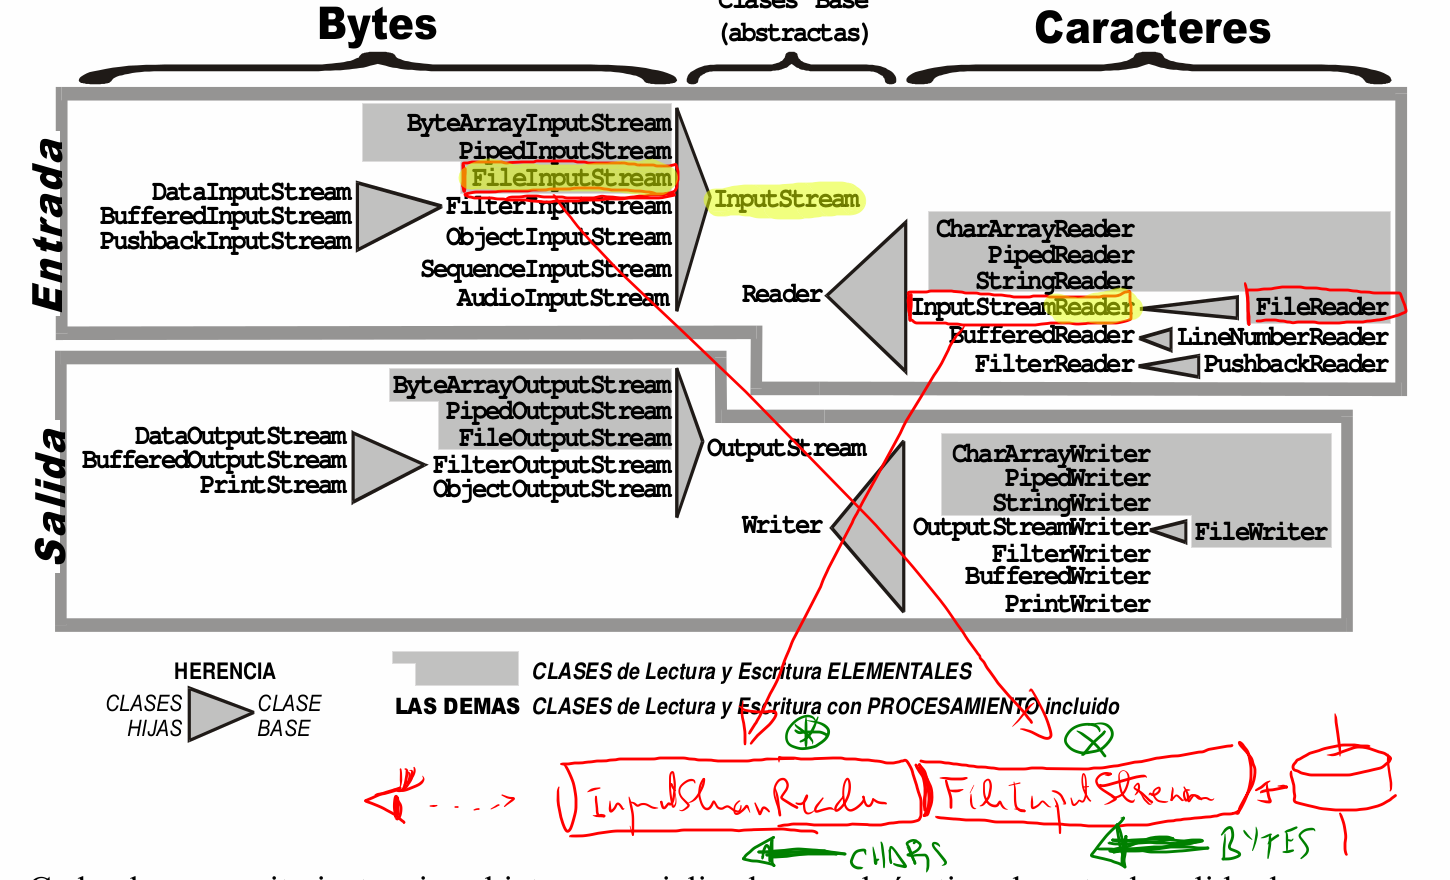 Bytes
Clases Base
(abstractas)
Caracteres
Entrada
ByteArrayInputStream
PipedInputStream
FileInputStream
FilterInputStream
ObjectInputStream
SequenceInputStream
AudioInputStream
DataInputStream
BufferedInputStream
PushbackInputStream
InputStream
Reader
CharArrayReader
PipedReader
StringReader
InputStreamReader
BufferedReader
FilterReader
FileReader
LineNumberReader
PushbackReader
Salida
ByteArrayOutputStream
PipedOutputStream
FileOutputStream
FilterOutputStream
ObjectOutputStream
DataOutputStream
BufferedOutputStream
PrintStream
OutputStream
Writer
CharArrayWriter
PipedWriter
StringWriter
OutputStreamWriter
FilterWriter
BufferedWriter
PrintWriter
FileWriter
HERENCIA
CLASES
HIJAS
CLASE
BASE
CLASES de Lectura y Escritura ELEMENTALES
LAS DEMAS CLASES de Lectura y Escritura con PROCESAMIENTO incluido
InputStreamReader
FileInputStream
CHARS
BYTES